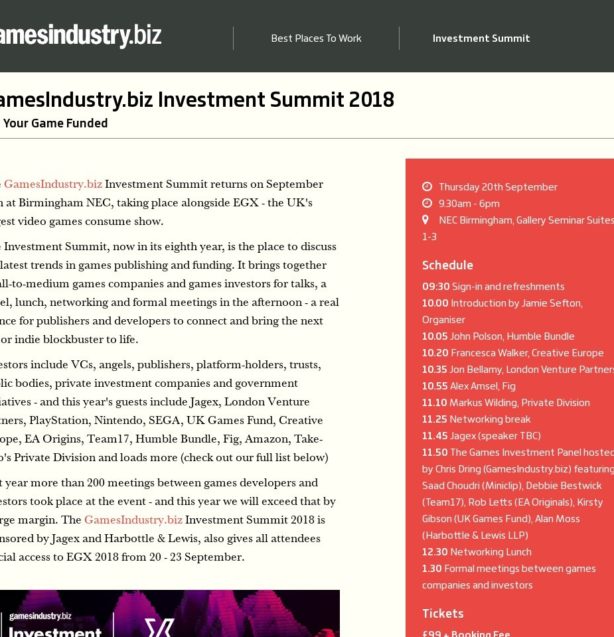 amesindustry.biz
Best Places To Work
Investment Summit
amesIndustry.biz Investment Summit 2018
Your Game Funded
GamesIndustry.biz Investment Summit returns on September
at Birmingham NEC, taking place alongside EGX - the UK's
gest video games consume show.
Investment Summit, now in its eighth year, is the place to discuss
latest trends in games publishing and funding. It brings together
all-to-medium games companies and games investors for talks, a
el, lunch, networking and formal meetings in the afternoon - a real
nce for publishers and developers to connect and bring the next
or indie blockbuster to life.
estors include VCs, angels, publishers, platform-holders, trusts,
lic bodies, private investment companies and government
iatives - and this year's guests include Jagex, London Venture
tners, PlayStation, Nintendo, SEGA, UK Games Fund, Creative
ope, EA Origins, Team17, Humble Bundle, Fig, Amazon, Take-
o's Private Division and loads more (check out our full list below)
t year more than 200 meetings between games developers and
estors took place at the event - and this year we will exceed that by
rge margin. The GamesIndustry.biz Investment Summit 2018 is
nsored by Jagex and Harbottle & Lewis, also gives all attendees
cial access to EGX 2018 from 20 - 23 September.
gamesindustry.biz
Investment
Thursday 20th September
9.30am - 6pm
NEC Birmingham, Gallery Seminar Suites
1-3
Schedule
09:30 Sign-in and refreshments
10.00 Introduction by Jamie Sefton,
Organiser
10.05 John Polson, Humble Bundle
10.20 Francesca Walker, Creative Europe
10.35 Jon Bellamy, London Venture Partners
10.55 Alex Amsel, Fig
11.10 Markus Wilding, Private Division
11.25 Networking break
11.45 Jagex (speaker TBC)
11.50 The Games Investment Panel hosted
by Chris Dring (GamesIndustry.biz) featuring
Saad Choudri (Miniclip), Debbie Bestwick
(Team17), Rob Letts (EA Originals), Kirsty
Gibson (UK Games Fund), Alan Moss
(Harbottle & Lewis LLP)
12.30 Networking Lunch
1.30 Formal meetings between games
companies and investors
Tickets
£99 + Booking Fee